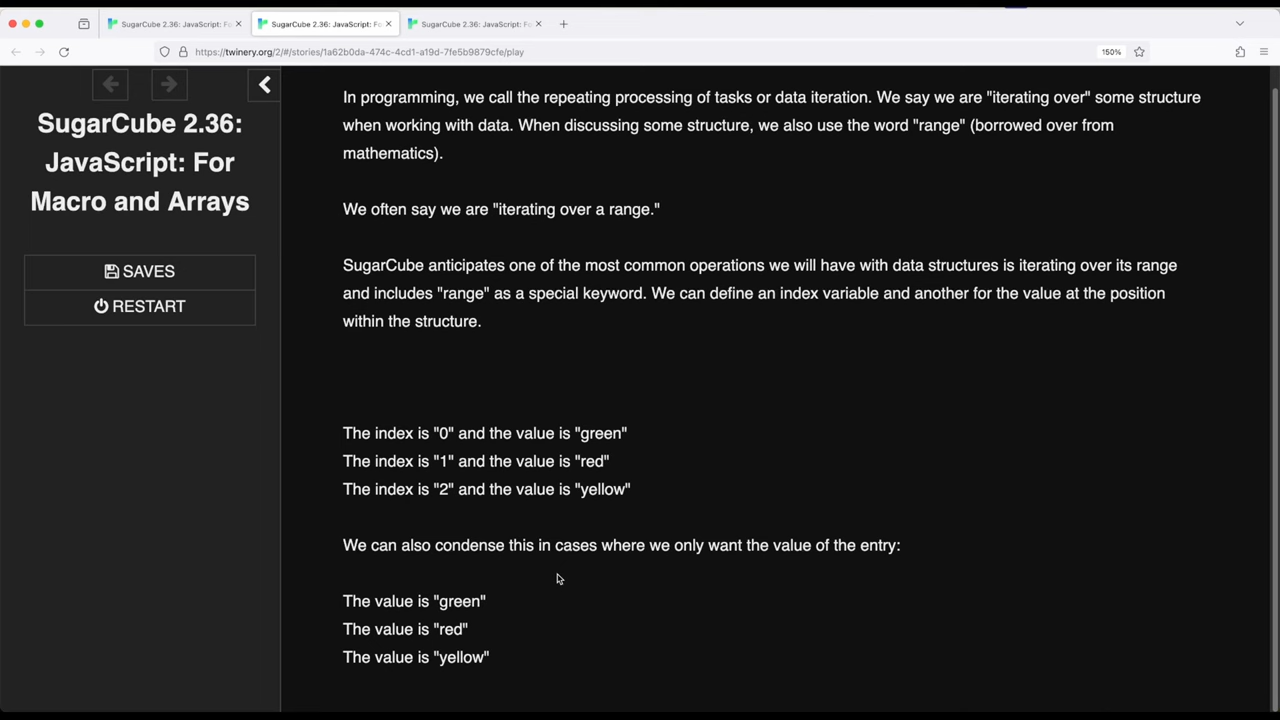 SugarCube 2.36: JavaScript: Fo
SugarCube 2.36: JavaScript: Fo
SugarCube 2.36: JavaScript: Fo
https://twinery.org/2/#/stories/1a62b0da-474c-4cd1-a19d-7fe5b9879cfe/play
150%
SugarCube 2.36:
JavaScript: For
Macro and Arrays
SAVES
RESTART
In programming, we call the repeating processing of tasks or data iteration. We say we are "iterating over" some structure
when working with data. When discussing some structure, we also use the word "range" (borrowed over from
mathematics).
We often say we are "iterating over a range."
SugarCube anticipates one of the most common operations we will have with data structures is iterating over its range
and includes "range" as a special keyword. We can define an index variable and another for the value at the position
within the structure.
The index is "0" and the value is "green"
The index is "1" and the value is "red"
The index is "2" and the value is "yellow"
We can also condense this in cases where we only want the value of the entry:
The value is "green"
The value is "red"
The value is "yellow"